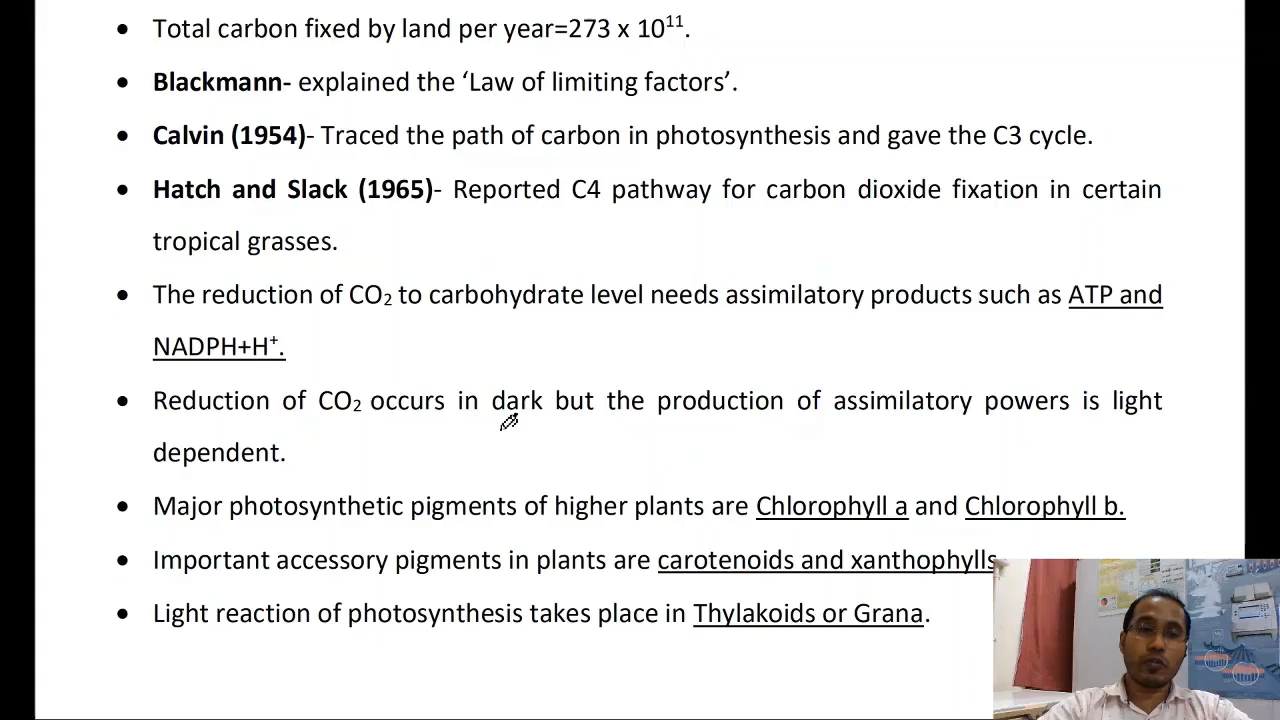 • Total carbon fixed by land per year=273 x 10¹¹.
• Blackmann- explained the ‘Law of limiting factors’.
• Calvin (1954)- Traced the path of carbon in photosynthesis and gave the C3 cycle.
• Hatch and Slack (1965)- Reported C4 pathway for carbon dioxide fixation in certain
tropical grasses.
• The reduction of CO₂ to carbohydrate level needs assimilatory products such as ATP and
NADPH+H⁺.
• Reduction of CO₂ occurs in dark but the production of assimilatory powers is light
dependent.
• Major photosynthetic pigments of higher plants are Chlorophyll a and Chlorophyll b.
• Important accessory pigments in plants are carotenoids and xanthophylls
• Light reaction of photosynthesis takes place in Thylakoids or Grana.